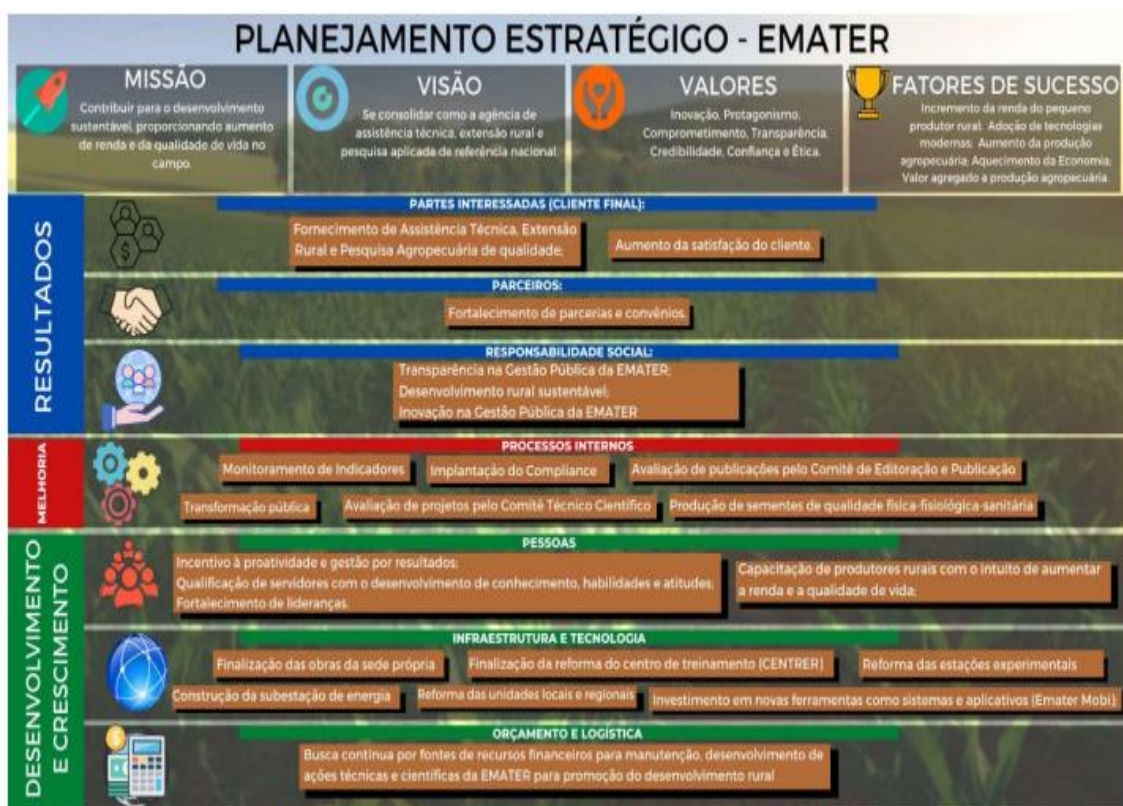 PLANEJAMENTO ESTRATÉGIGO - EMATER
MISSÃO
Contribuir para o desenvolvimento
sustentável, proporcionando aumento
de renda e da qualidade de vida no
campo.
VISÃO
Se consolidar como a agência de
assistência técnica, extensão rural e
pesquisa aplicada de referência nacional.
VALORES
Inovação, Protagonismo,
Comprometimento, Transparência,
Credibilidade, Confiança e Ética.
FATORES DE SUCESSO
Incremento da renda do pequeno
produtor rural. Adoção de tecnologias
modernas; Aumento da produção
agropecuária; Aquecimento da Economia;
Valor agregado a produção agropecuária.
RESULTADOS
PARTES INTERESSADAS (CLIENTE FINAL):
Fornecimento de Assistência Técnica, Extensão
Rural e Pesquisa Agropecuária de qualidade;
Aumento da satisfação do cliente.
PARCEIROS:
Fortalecimento de parcerias e convênios.
RESPONSABILIDADE SOCIAL:
Transparência na Gestão Pública da EMATER;
Desenvolvimento rural sustentável;
Inovação na Gestão Pública da EMATER
MELHORIA
PROCESSOS INTERNOS
Monitoramento de Indicadores
Implantação do Compliance
Avaliação de publicações pelo Comitê de Editoração e Publicação
Transformação pública
Avaliação de projetos pelo Comitê Técnico Científico
Produção de sementes de qualidade física-fisiológica-sanitária
DESENVOLVIMENTO
E CRESCIMENTO
PESSOAS
Incentivo à proatividade e gestão por resultados;
Qualificação de servidores com o desenvolvimento de conhecimento, habilidades e atitudes;
Fortalecimento de lideranças.
Capacitação de produtores rurais com o intuito de aumentar
a renda e a qualidade de vida;
INFRAESTRUTURA E TECNOLOGIA
Finalização das obras da sede própria
Finalização da reforma do centro de treinamento (CENTRER)
Reforma das estações experimentais
Construção da subestação de energia
Reforma das unidades locais e regionais
Investimento em novas ferramentas como sistemas e aplicativos (Emater Mobi)
ORÇAMENTO E LOGÍSTICA
Busca contínua por fontes de recursos financeiros para manutenção, desenvolvimento de
ações técnicas e científicas da EMATER para promoção do desenvolvimento rural